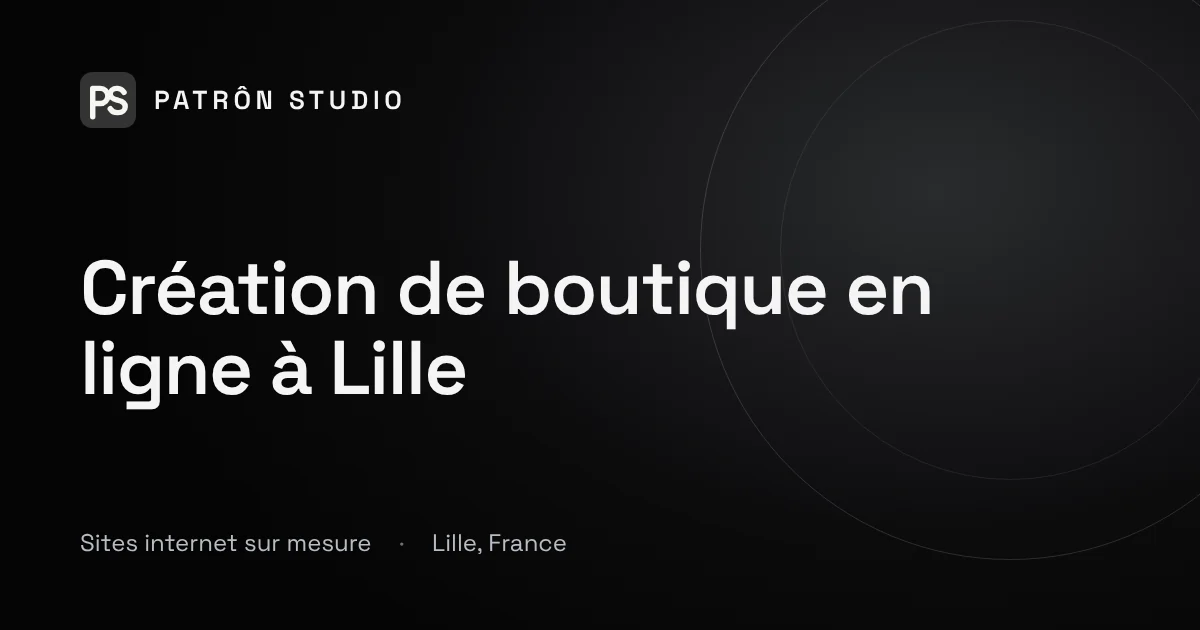 PS
PATRÔN STUDIO
Création de boutique en
ligne à Lille
Sites internet sur mesure · Lille, France